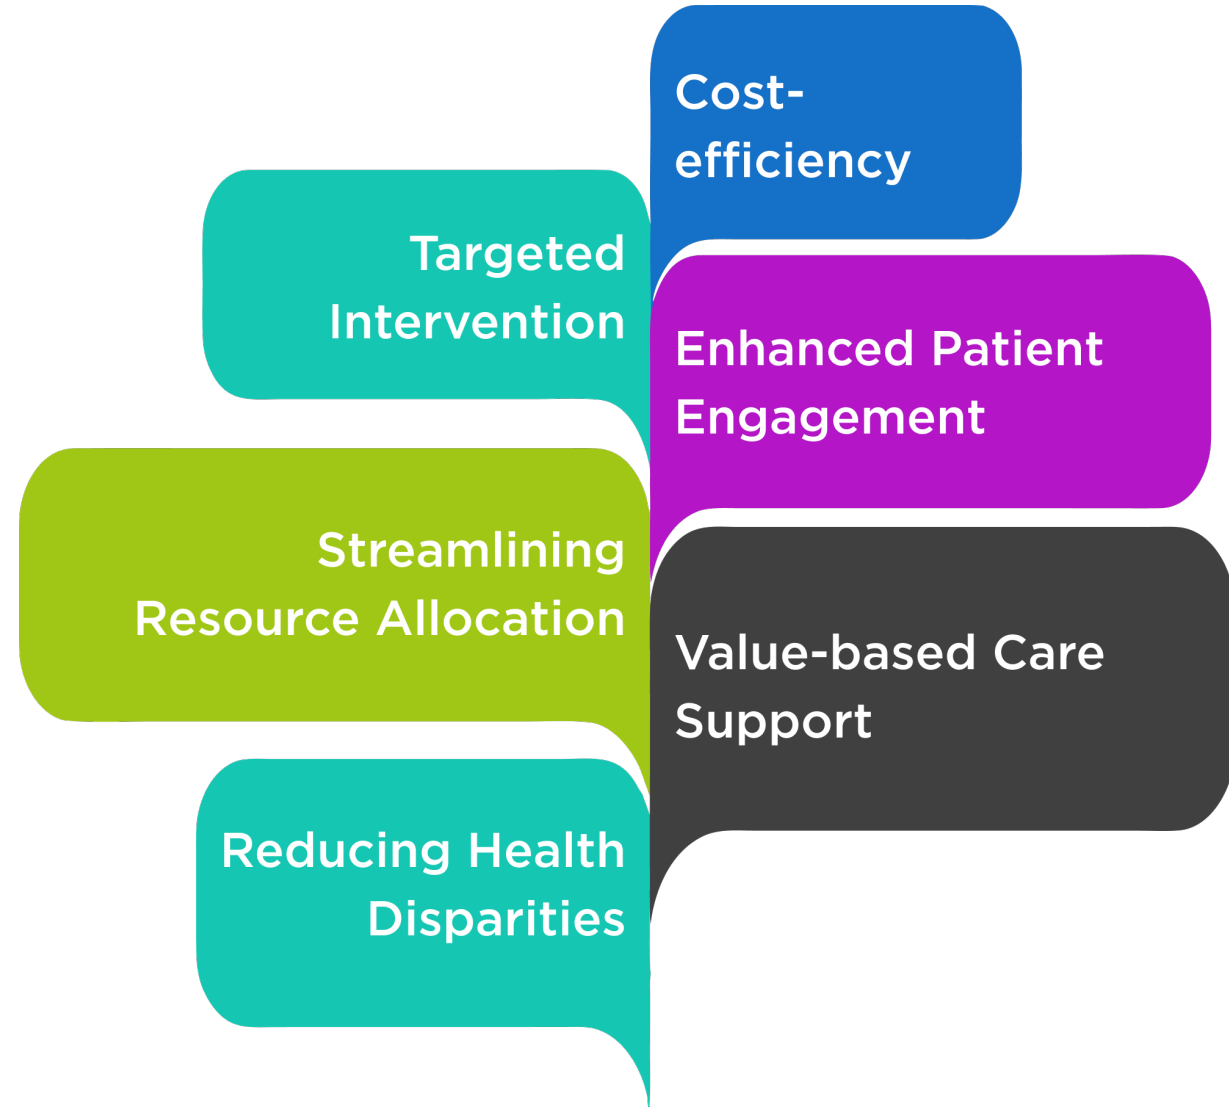 Cost-
efficiency
Targeted
Intervention
Enhanced Patient
Engagement
Streamlining
Resource Allocation
Value-based Care
Support
Reducing Health
Disparities